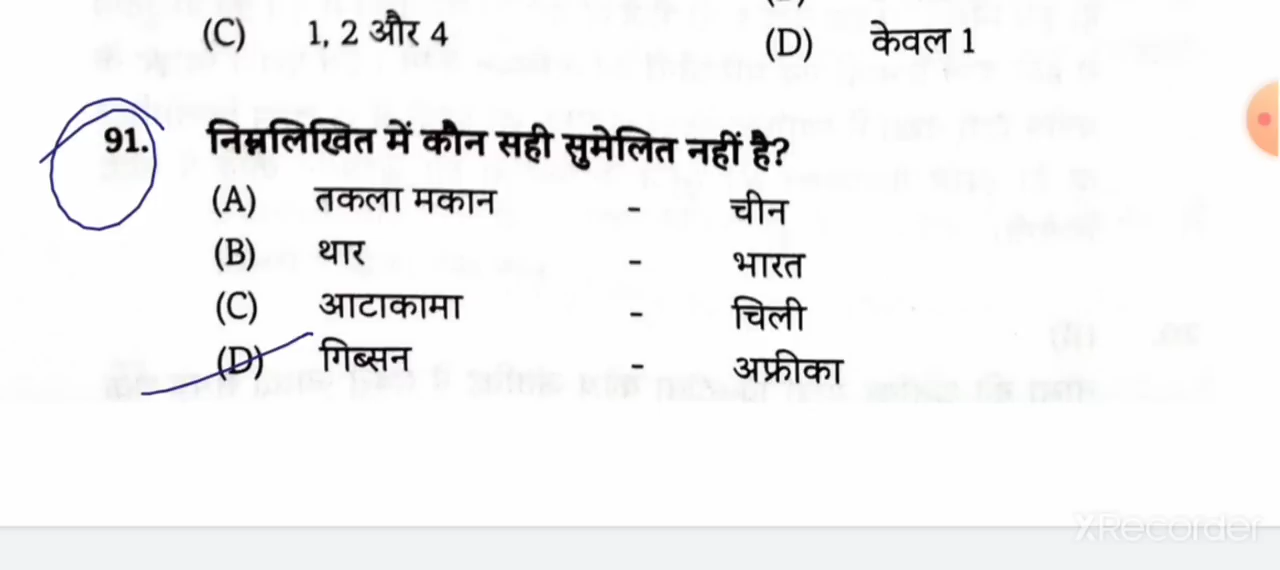 (C) 1, 2 और 4 (D) केवल 1
91. निम्नलिखित में कौन सही सुमेलित नहीं है?
(A) तकला मकान - चीन
(B) थार - भारत
(C) आटाकामा - चिली
(D) गिब्सन - अफ्रीका
XRecorder